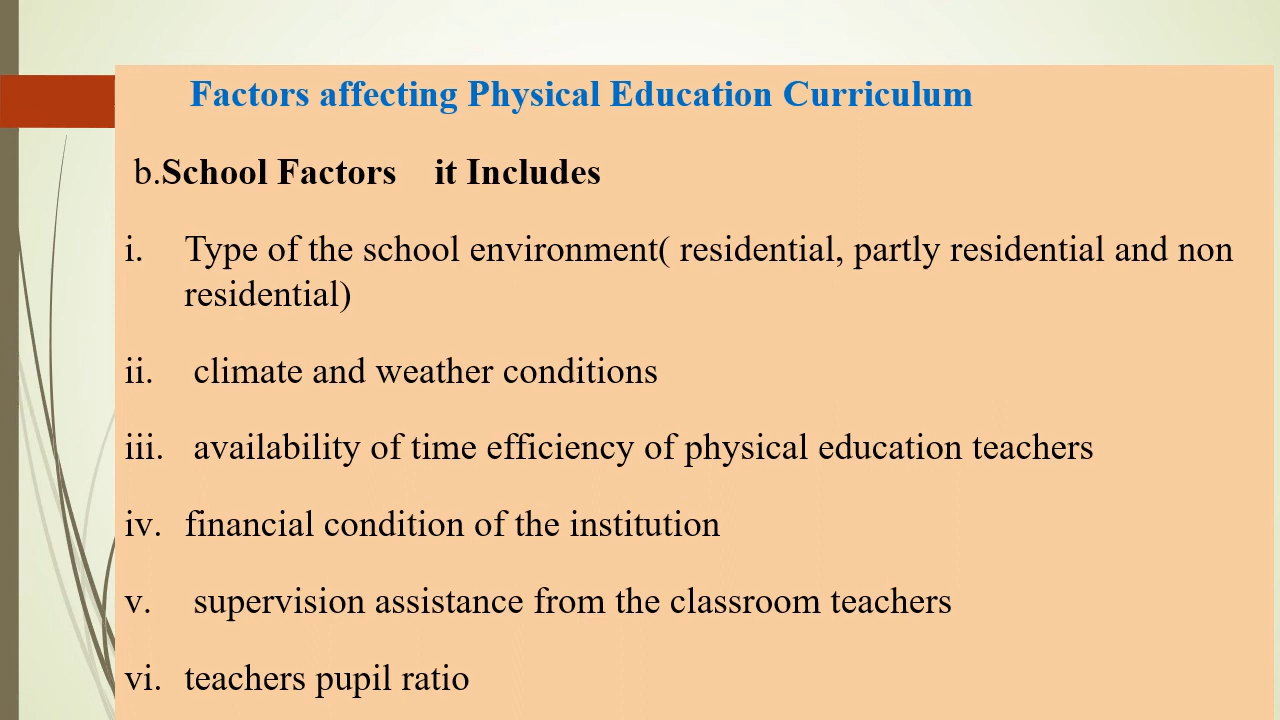 Factors affecting Physical Education Curriculum
b.School Factors it Includes
i. Type of the school environment( residential, partly residential and non
residential)
ii. climate and weather conditions
iii. availability of time efficiency of physical education teachers
iv. financial condition of the institution
v. supervision assistance from the classroom teachers
vi. teachers pupil ratio